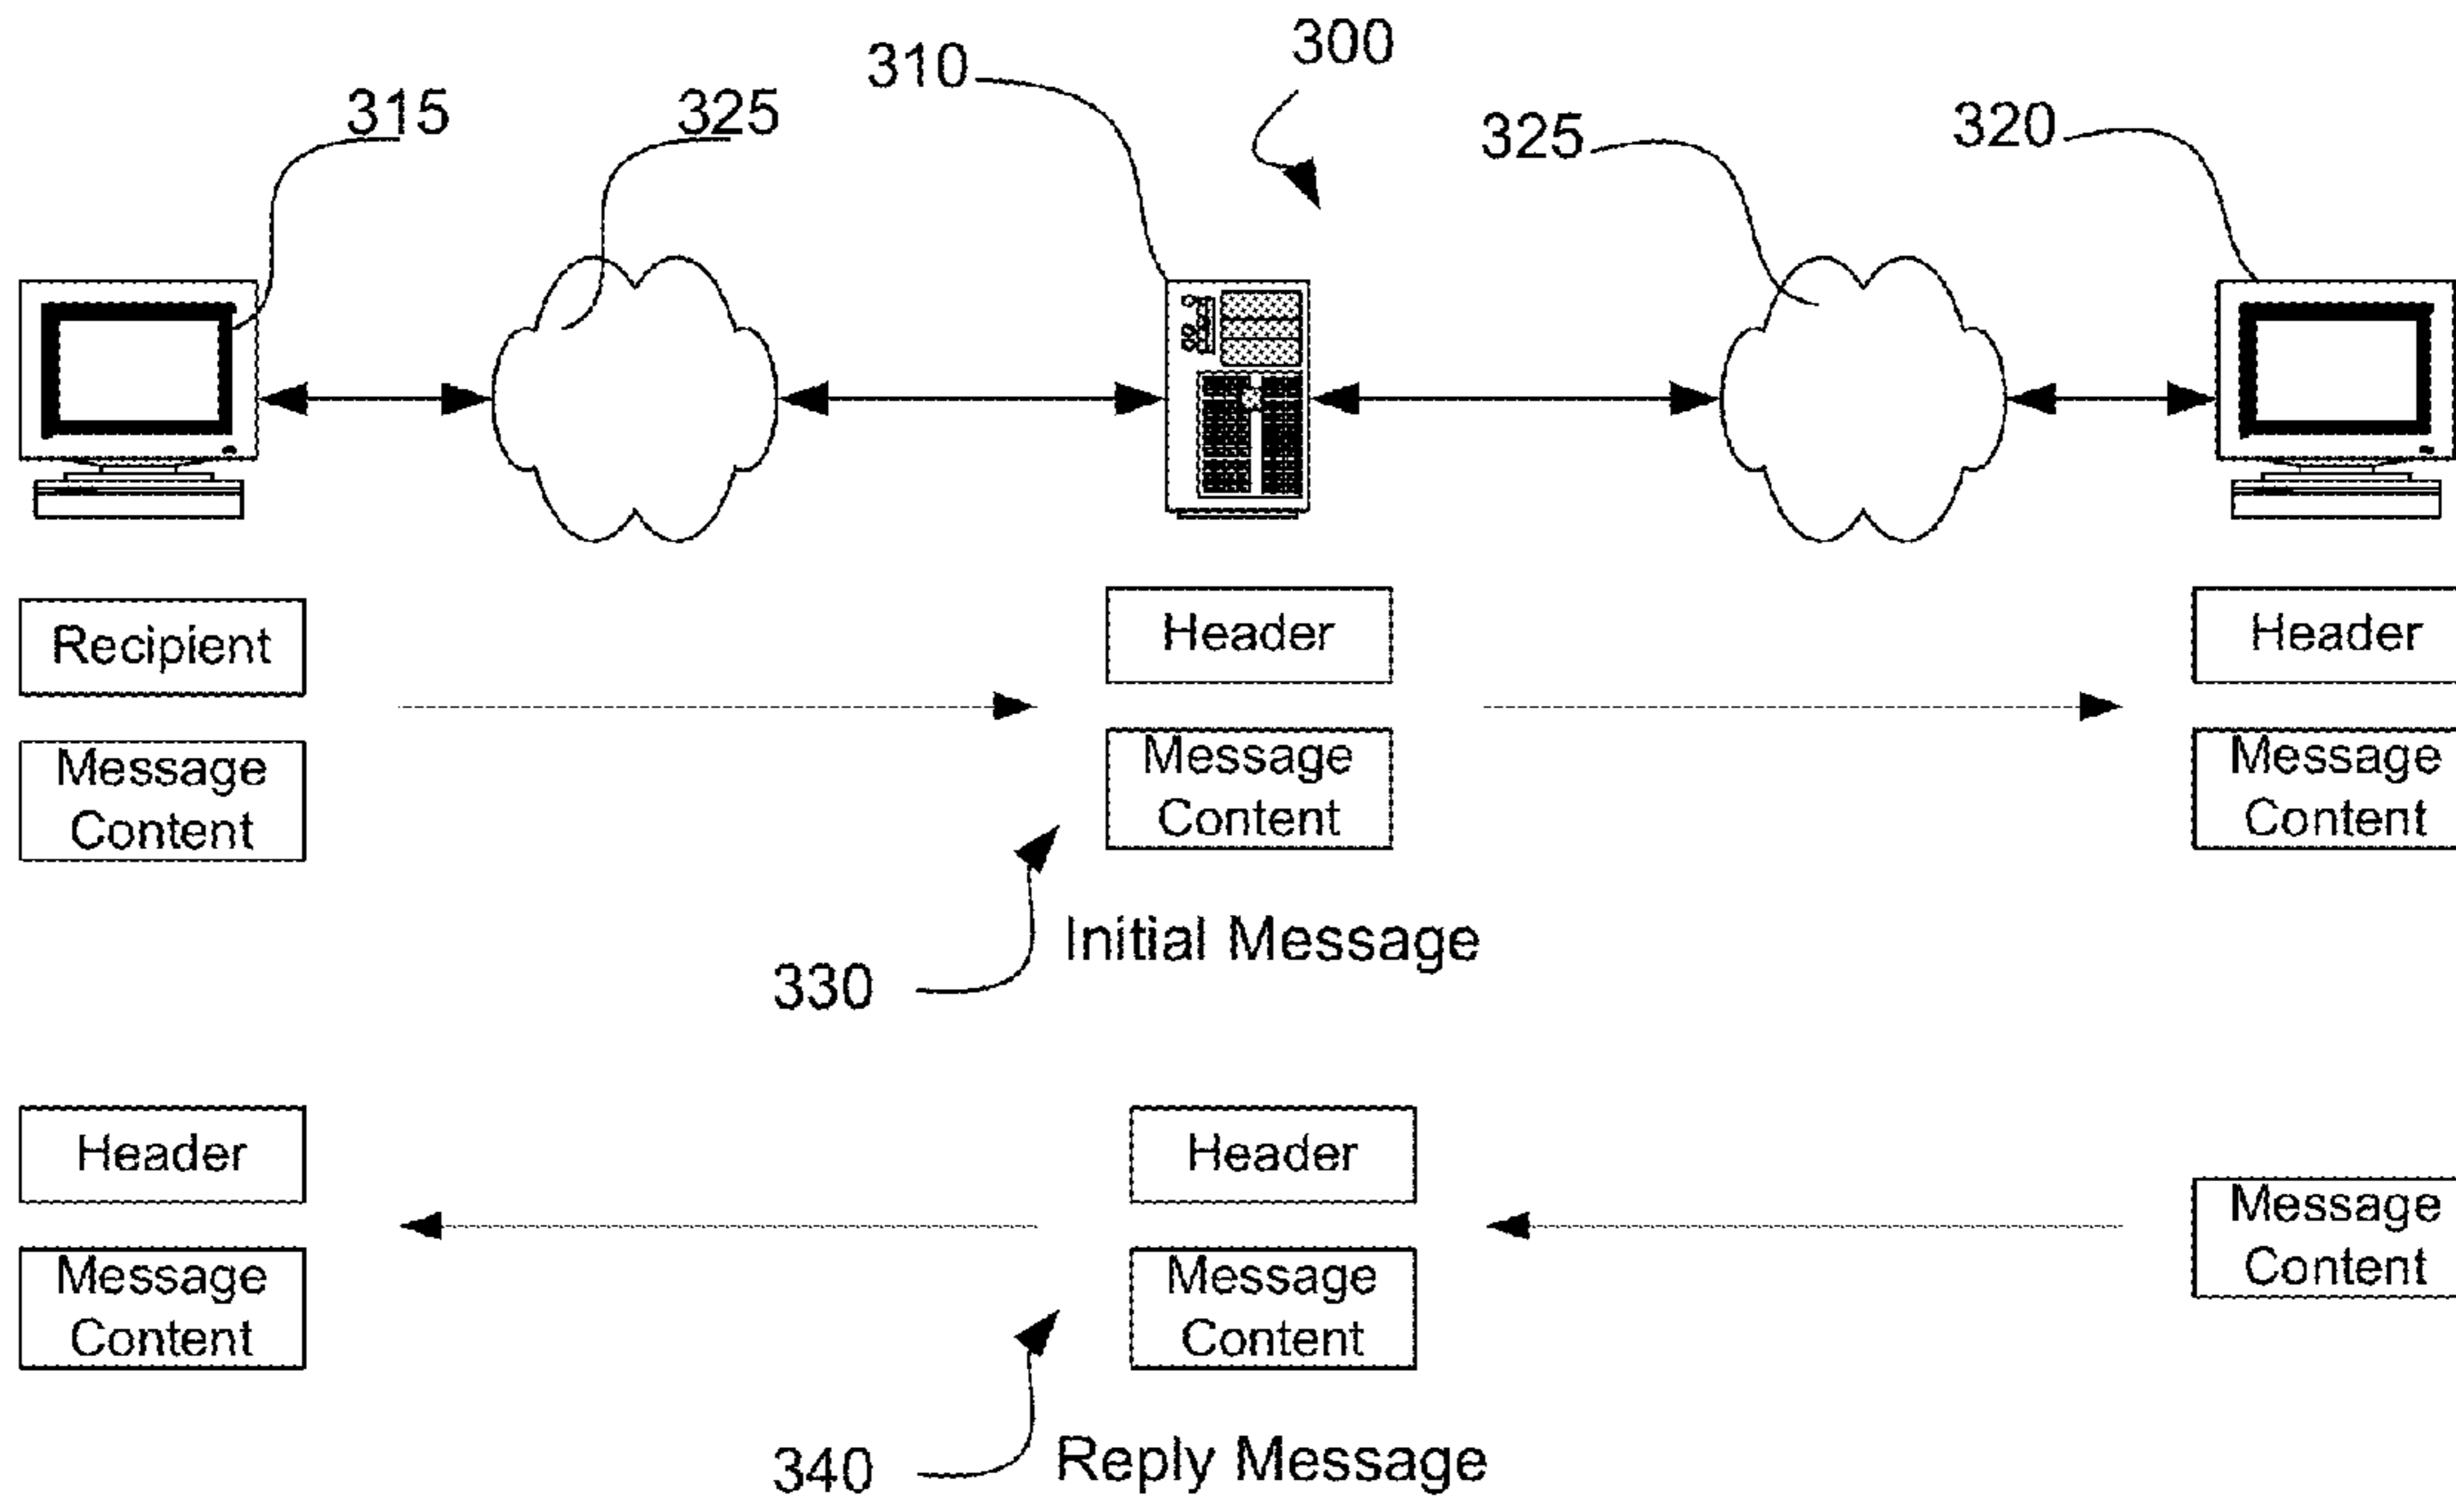 300
310
315
325
325
320
Recipient
Header
Header
Message
Content
Message
Content
Message
Content
Initial Message
330
Header
Header
Message
Content
Message
Content
Message
Content
Reply Message
340